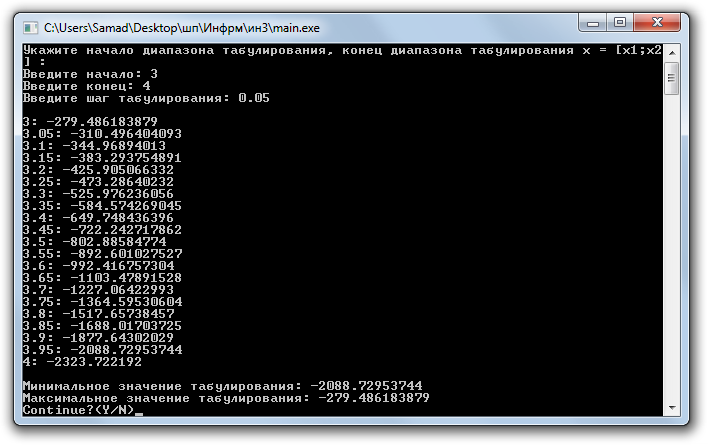 C:\Users\Samad\Desktop\шп\Инфрм\ин3\main.exe
Укажите начало диапазона табулирования, конец диапазона табулирования x = [x1;x2
] :
Введите начало: 3
Введите конец: 4
Введите шаг табулирования: 0.05
3: -279.486183879
3.05: -310.496404093
3.1: -344.96894013
3.15: -383.293754891
3.2: -425.905066332
3.25: -473.28640232
3.3: -525.976236056
3.35: -584.574269045
3.4: -649.748436396
3.45: -722.242717862
3.5: -802.88584774
3.55: -892.601027527
3.6: -992.416757304
3.65: -1103.47891528
3.7: -1227.06422993
3.75: -1364.59530604
3.8: -1517.65738457
3.85: -1688.01703725
3.9: -1877.64302029
3.95: -2088.72953744
4: -2323.722192
Минимальное значение табулирования: -2088.72953744
Максимальное значение табулирования: -279.486183879
Continue?(Y/N)_